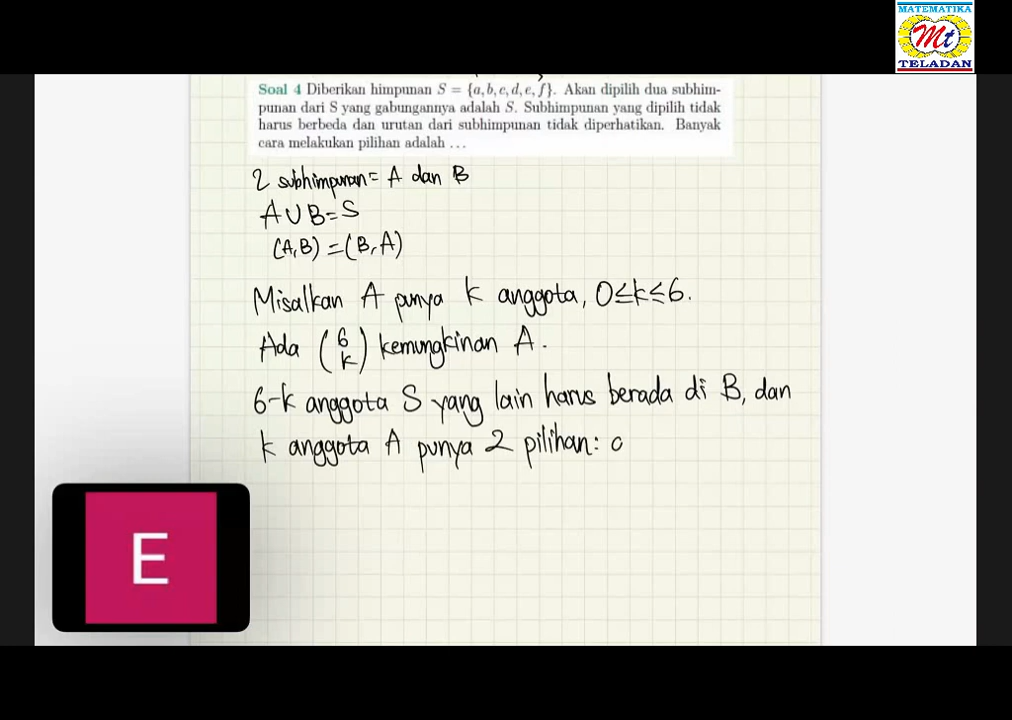 MATEMATIKA
Mt
TELADAN
Soal 4 Diberikan himpunan S = {a, b, c, d, e, f}. Akan dipilih dua subhim-
punan dari S yang gabungannya adalah S. Subhimpunan yang dipilih tidak
harus berbeda dan urutan dari subhimpunan tidak diperhatikan. Banyak
cara melakukan pilihan adalah ...
2 subhimpunan = A dan B
A∪B=S
(A,B) = (B,A)
Misalkan A punya k anggota, 0≤k≤6.
Ada (6 k) kemungkinan A.
6-k anggota S yang lain harus berada di B, dan
k anggota A punya 2 pilihan: d
E